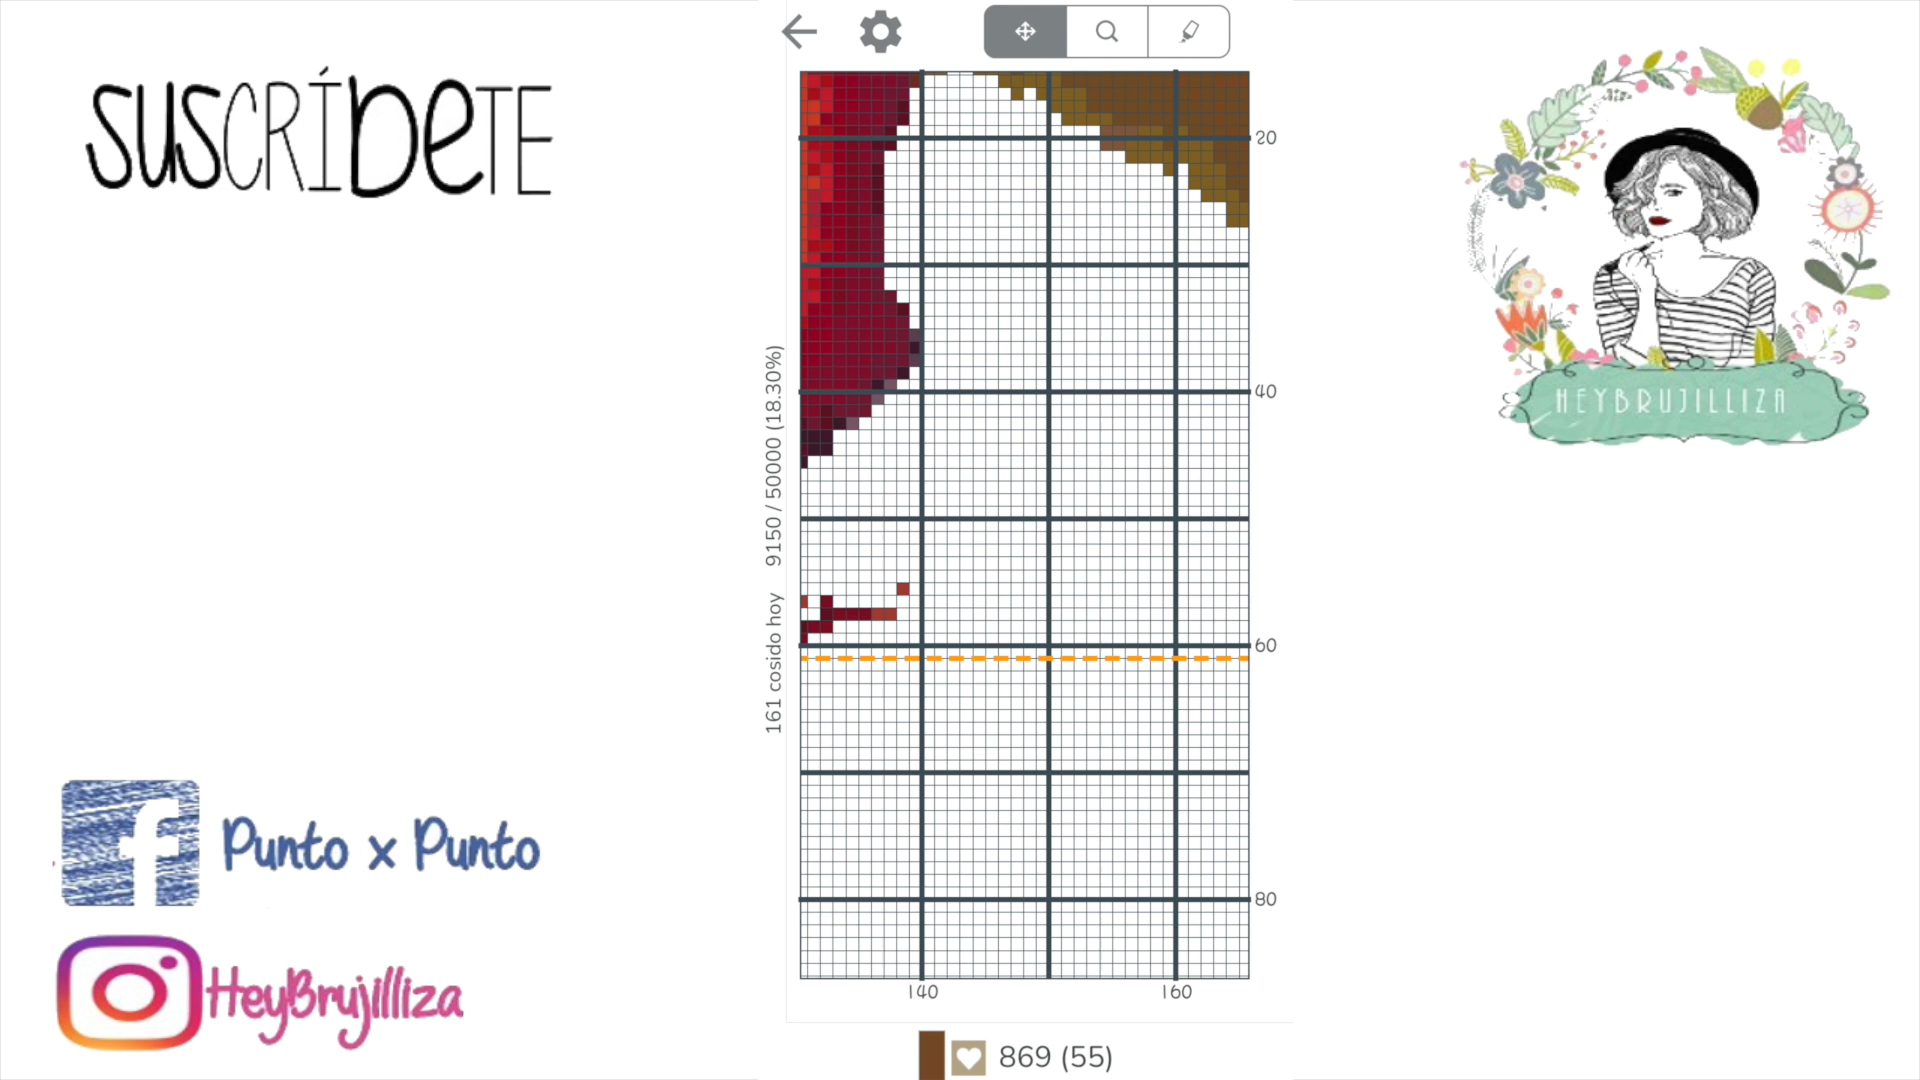 SUSCRÍBETE
HEYBRUJILLIZA
20
40
60
80
140 160
161 cosido hoy 9150 / 50000 (18.30%)
869 (55)
Punto x Punto
HeyBrujilliza